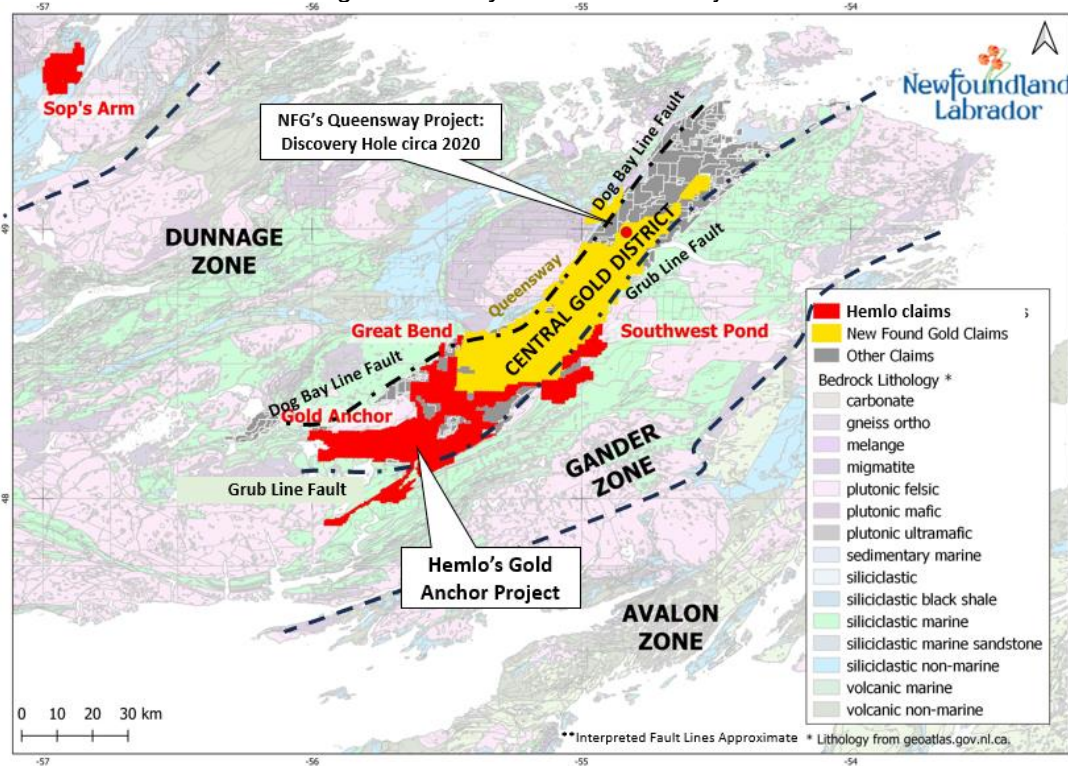 -57
-56
-55
-54
Newfoundland
Labrador
Sop's Arm
NFG's Queensway Project:
Discovery Hole circa 2020
Dog Bay Line Fault
49
DUNNAGE
ZONE
Queensway
CENTRAL GOLD DISTRICT
Grub Line Fault
Great Bend
Southwest Pond
Dog Bay Line Fault
Gold Anchor
GANDER
ZONE
Grub Line Fault
48
Hemlo's Gold
Anchor Project
AVALON
ZONE
Hemlo claims
New Found Gold Claims
Other Claims
Bedrock Lithology *
carbonate
gneiss ortho
melange
migmatite
plutonic felsic
plutonic mafic
plutonic ultramafic
sedimentary marine
siliciclastic
siliciclastic black shale
siliciclastic marine
siliciclastic marine sandstone
siliciclastic non-marine
volcanic marine
volcanic non-marine
0 10 20 30 km
Interpreted Fault Lines Approximate * Lithology from geoatlas.gov.nl.ca.
-57
-56
-55
-54